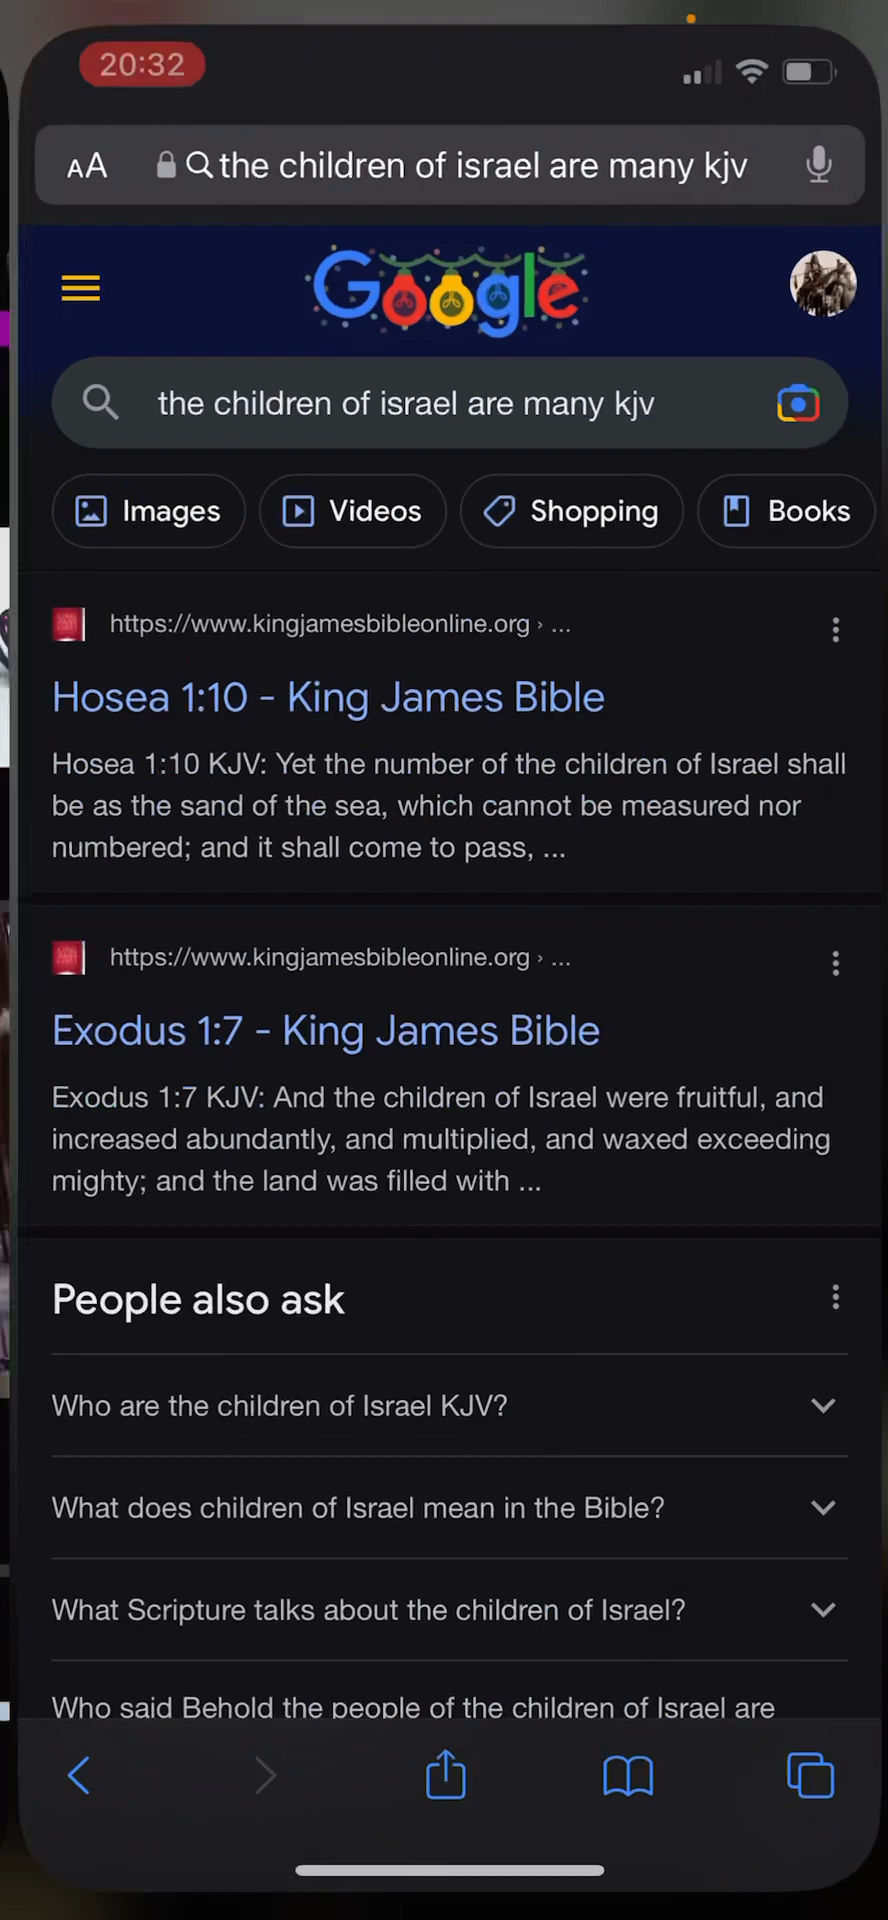 20:32
AA the children of israel are many kjv
Google
the children of israel are many kjv
Images Videos Shopping Books
https://www.kingjamesbibleonline.org › ...
Hosea 1:10 - King James Bible
Hosea 1:10 KJV: Yet the number of the children of Israel shall
be as the sand of the sea, which cannot be measured nor
numbered; and it shall come to pass, ...
https://www.kingjamesbibleonline.org › ...
Exodus 1:7 - King James Bible
Exodus 1:7 KJV: And the children of Israel were fruitful, and
increased abundantly, and multiplied, and waxed exceeding
mighty; and the land was filled with ...
People also ask
Who are the children of Israel KJV?
What does children of Israel mean in the Bible?
What Scripture talks about the children of Israel?
Who said Behold the people of the children of Israel are